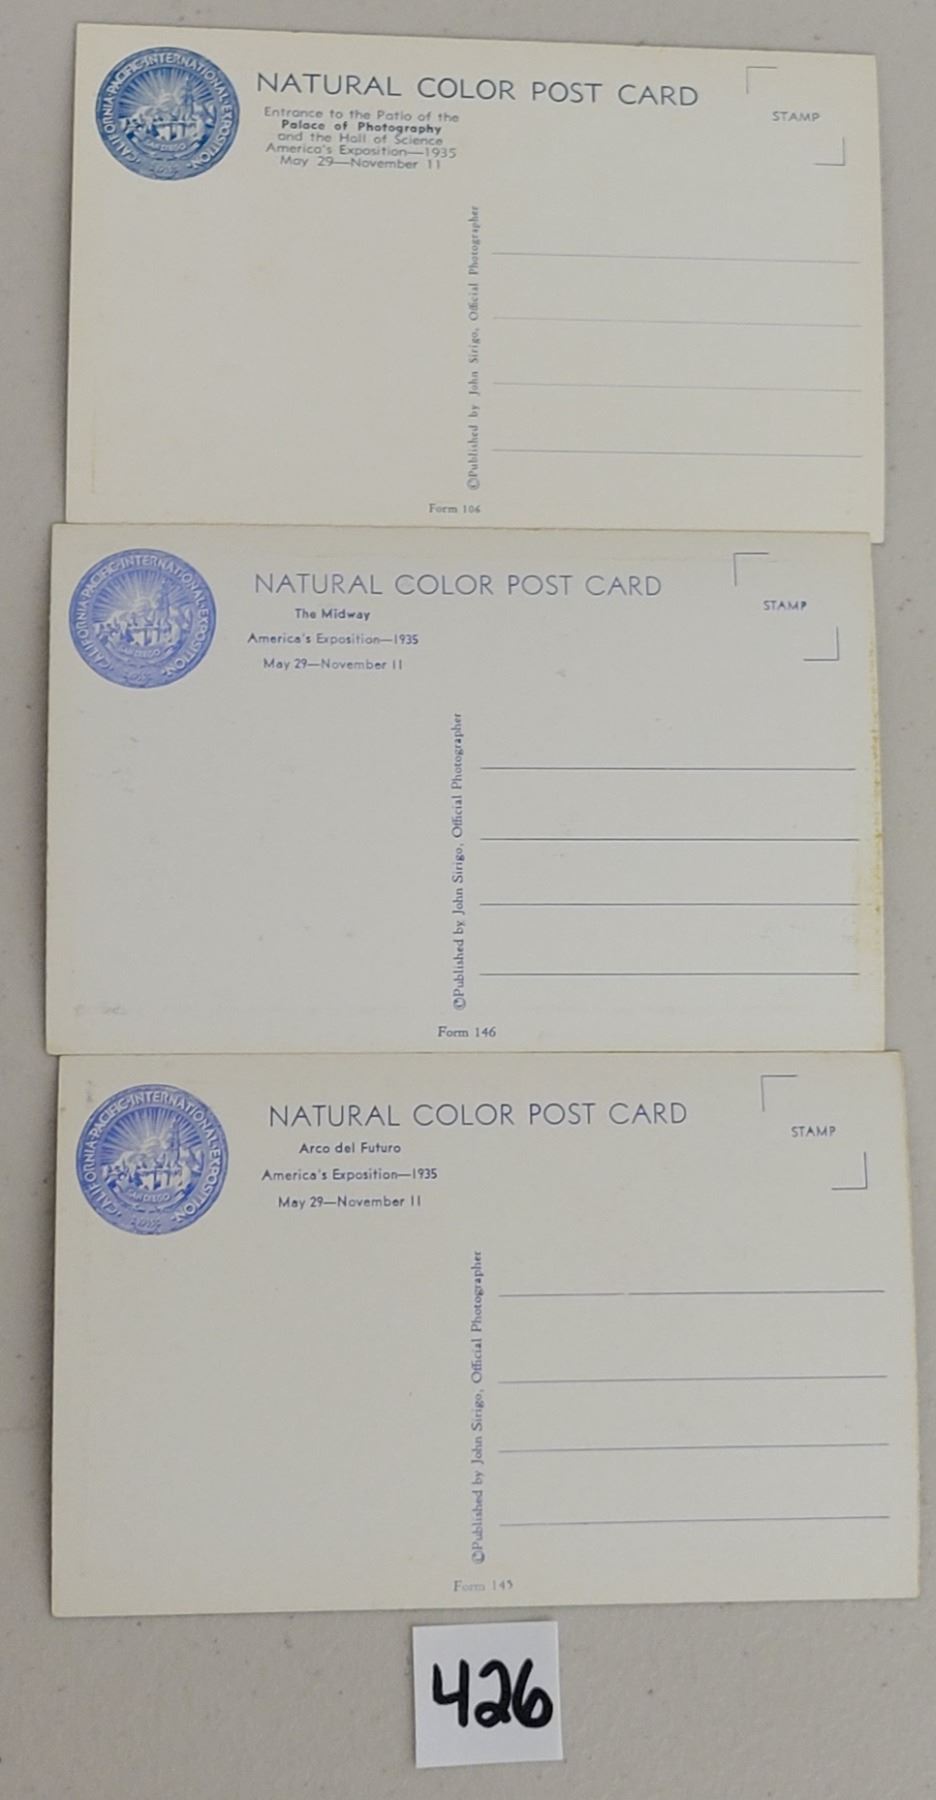 CALIFORNIA·PACIFIC·INTERNATIONAL·EXPOSITION·
SAN DIEGO
1935
NATURAL COLOR POST CARD
Entrance to the Patio of the
Palace of Photography
and the Hall of Science
America's Exposition—1935
May 29—November 11
STAMP
©Published by John Sirigo, Official Photographer
Form 106
CALIFORNIA·PACIFIC·INTERNATIONAL·EXPOSITION·
SAN DIEGO
1935
NATURAL COLOR POST CARD
The Midway
America's Exposition—1935
May 29—November 11
STAMP
©Published by John Sirigo, Official Photographer
Form 146
CALIFORNIA·PACIFIC·INTERNATIONAL·EXPOSITION·
SAN DIEGO
1935
NATURAL COLOR POST CARD
Arco del Futuro
America's Exposition—1935
May 29—November 11
STAMP
©Published by John Sirigo, Official Photographer
Form 145
426